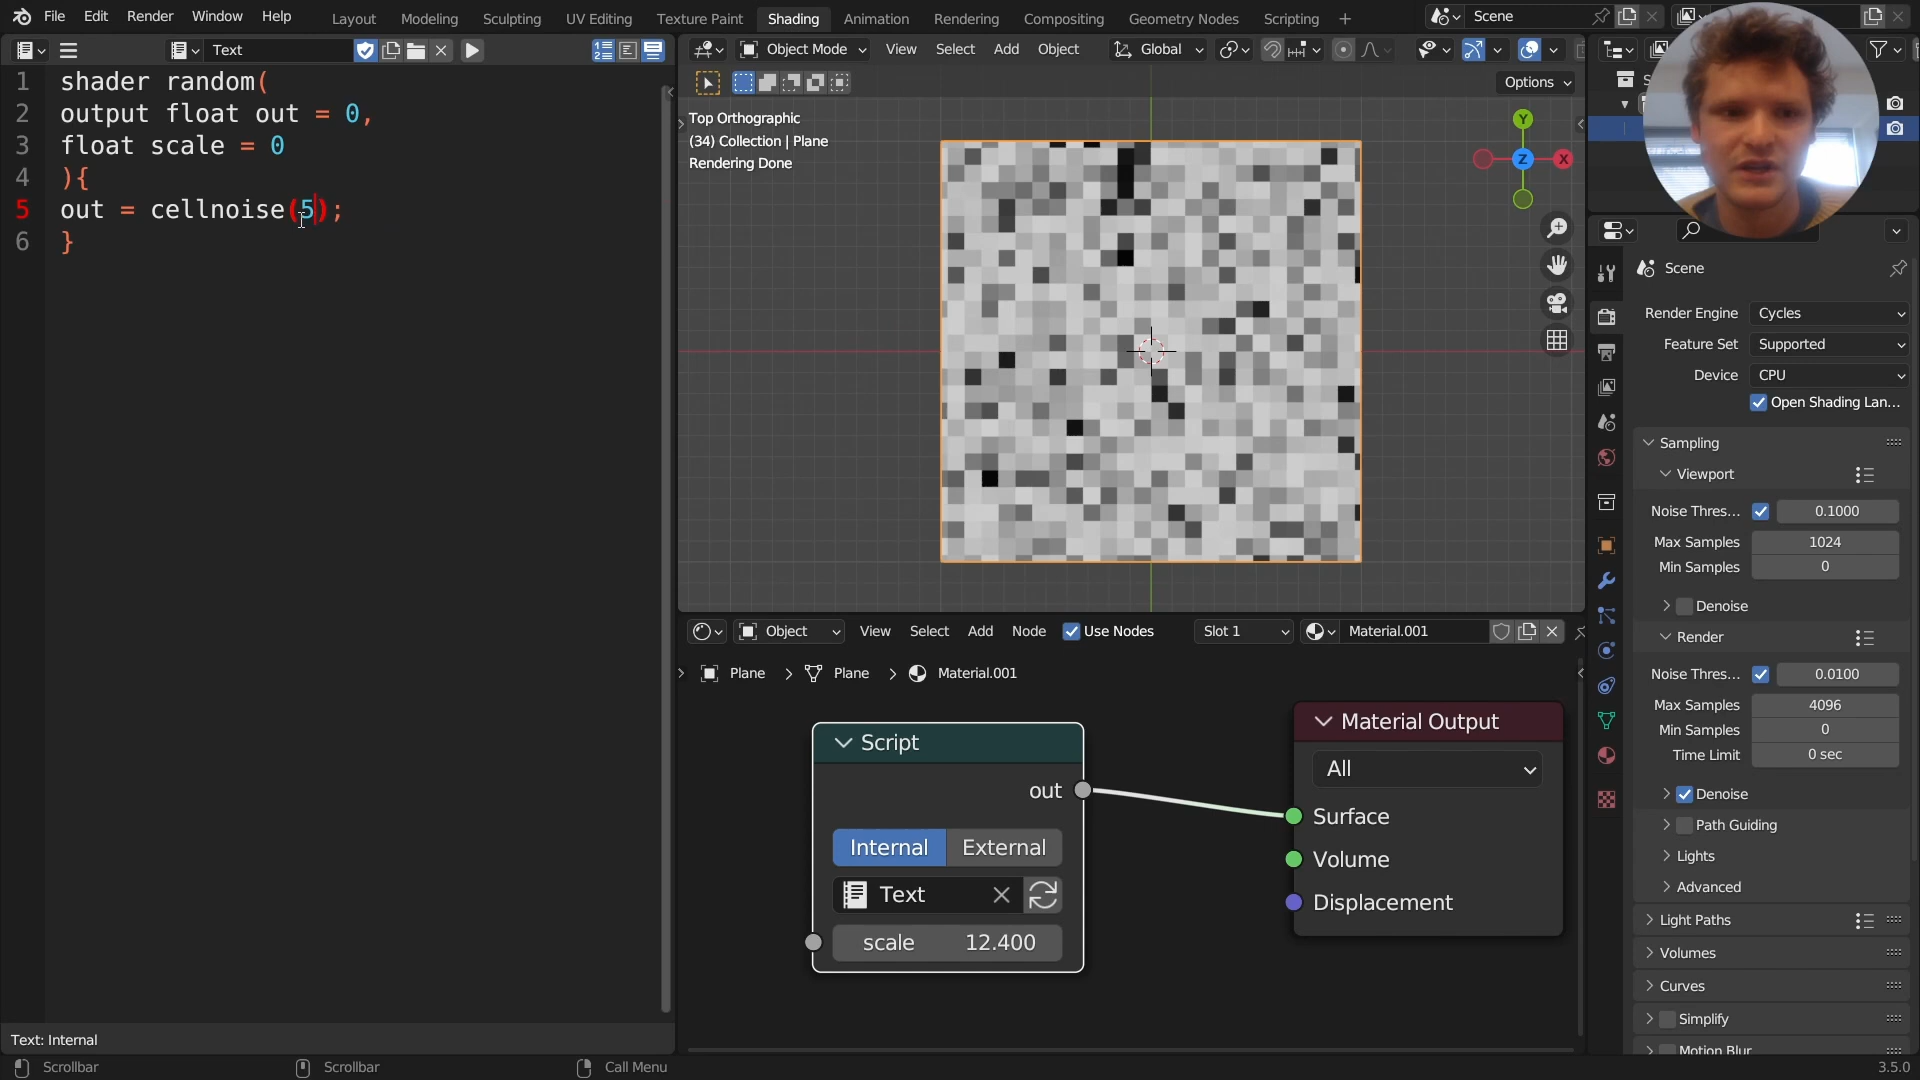 File Edit Render Window Help
Layout Modeling Sculpting UV Editing Texture Paint Shading Animation Rendering Compositing Geometry Nodes Scripting +
Scene
Text
Object Mode View Select Add Object Global
Options
1 shader random(
2 output float out = 0,
3 float scale = 0
4 ){
5 out = cellnoise(5);
6 }
Top Orthographic
(34) Collection | Plane
Rendering Done
Y
X
Z
Scene
Render Engine Cycles
Feature Set Supported
Device CPU
Open Shading Lan...
Sampling
Viewport
Noise Thres... 0.1000
Max Samples 1024
Min Samples 0
Denoise
Render
Noise Thres... 0.0100
Max Samples 4096
Min Samples 0
Time Limit 0 sec
Denoise
Path Guiding
Lights
Advanced
Light Paths
Volumes
Curves
Simplify
Motion Blur
Object View Select Add Node Use Nodes Slot 1 Material.001
Plane > Plane > Material.001
Script
out
Internal External
Text
scale 12.400
Material Output
All
Surface
Volume
Displacement
Text: Internal
Scrollbar Scrollbar Call Menu 3.5.0